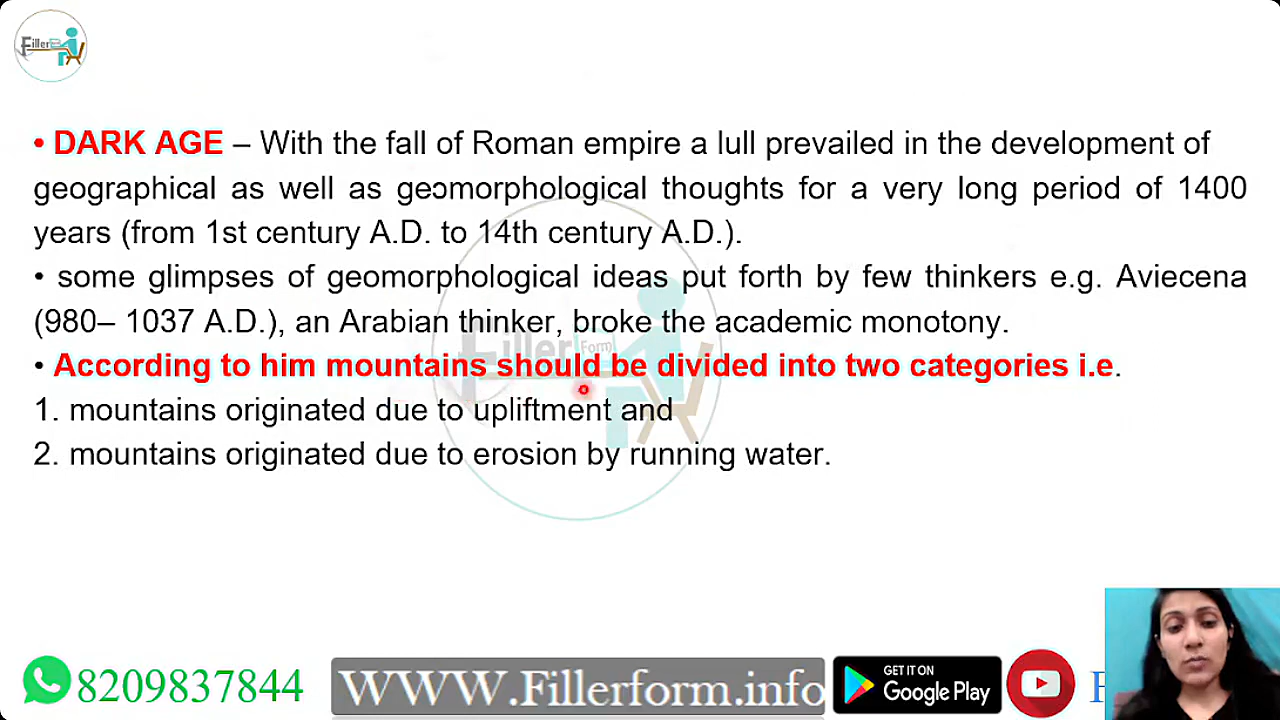 Filler
• DARK AGE – With the fall of Roman empire a lull prevailed in the development of
geographical as well as geomorphological thoughts for a very long period of 1400
years (from 1st century A.D. to 14th century A.D.).
• some glimpses of geomorphological ideas put forth by few thinkers e.g. Aviecena
(980– 1037 A.D.), an Arabian thinker, broke the academic monotony.
Filler Form
• According to him mountains should be divided into two categories i.e.
1. mountains originated due to upliftment and
2. mountains originated due to erosion by running water.
8209837844
WWW.Fillerform.info
GET IT ON
Google Play
F